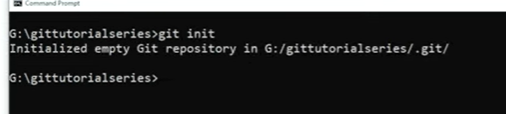 Command Prompt
G:\gittutorialseries>git init
Initialized empty Git repository in G:/gittutorialseries/.git/
G:\gittutorialseries>